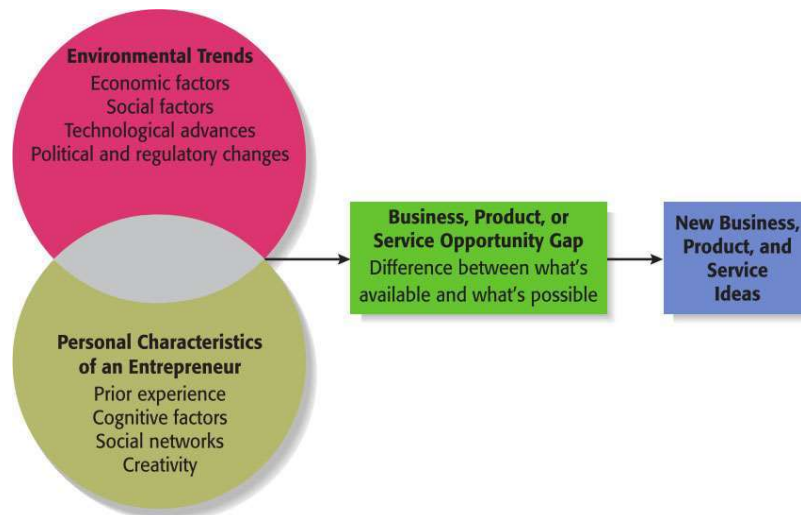 Environmental Trends
Economic factors
Social factors
Technological advances
Political and regulatory changes
Personal Characteristics
of an Entrepreneur
Prior experience
Cognitive factors
Social networks
Creativity
Business, Product, or
Service Opportunity Gap
Difference between what's
available and what's possible
New Business,
Product, and
Service
Ideas